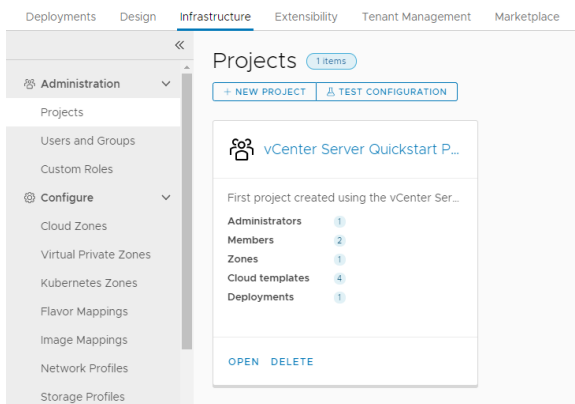 Deployments Design Infrastructure Extensibility Tenant Management Marketplace
«
Administration
Projects
Users and Groups
Custom Roles
Configure
Cloud Zones
Virtual Private Zones
Kubernetes Zones
Flavor Mappings
Image Mappings
Network Profiles
Storage Profiles
Projects 1 items
+ NEW PROJECT TEST CONFIGURATION
vCenter Server Quickstart P...
First project created using the vCenter Ser...
Administrators 1
Members 2
Zones 1
Cloud templates 4
Deployments 1
OPEN DELETE